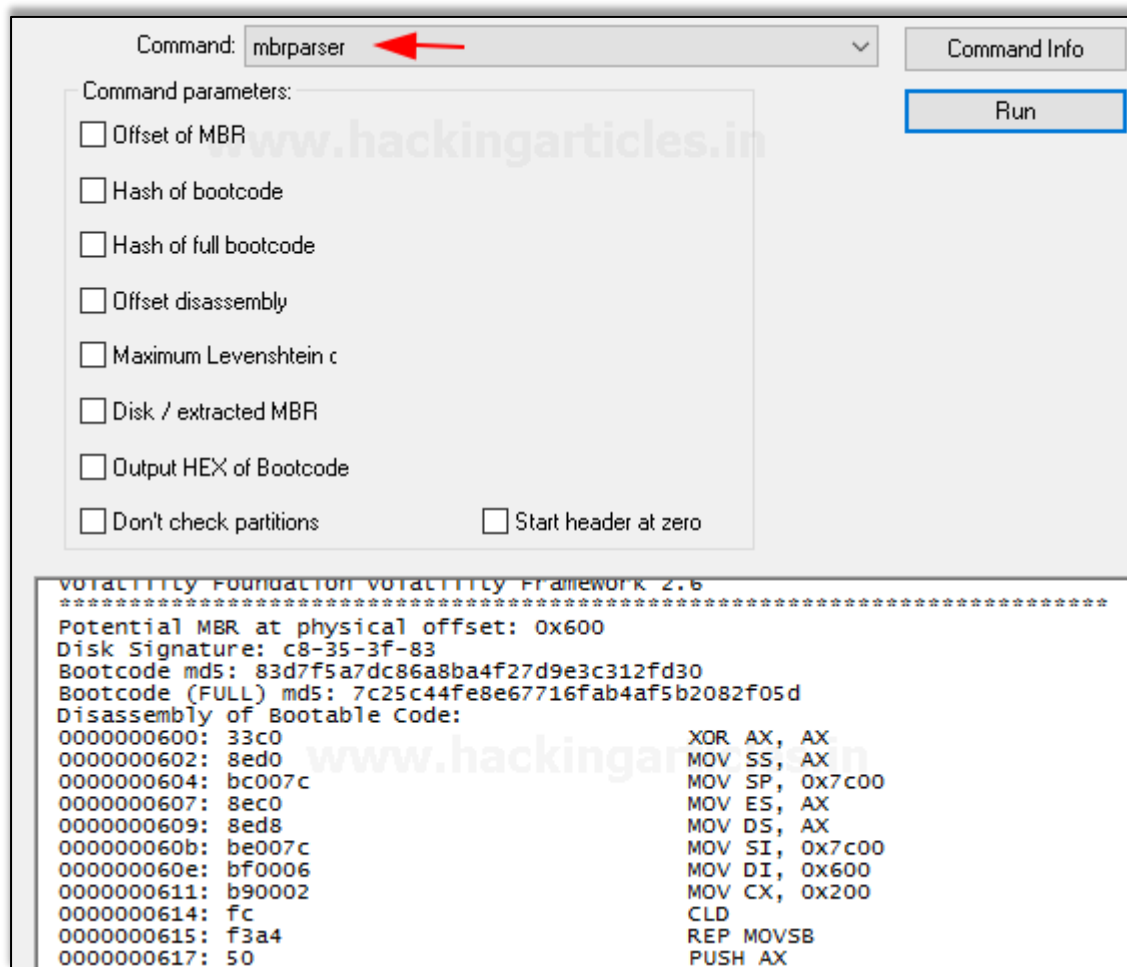 Command: mbrparser
Command Info
Command parameters:
Run
Offset of MBR
www.hackingarticles.in
Hash of bootcode
Hash of full bootcode
Offset disassembly
Maximum Levenshtein c
Disk / extracted MBR
Output HEX of Bootcode
Don't check partitions Start header at zero
Volatility Foundation Volatility Framework 2.6
***************************************************************************
Potential MBR at physical offset: 0x600
Disk Signature: c8-35-3f-83
Bootcode md5: 83d7f5a7dc86a8ba4f27d9e3c312fd30
Bootcode (FULL) md5: 7c25c44fe8e67716fab4af5b2082f05d
Disassembly of Bootable Code:
0000000600: 33c0 XOR AX, AX
0000000602: 8ed0 MOV SS, AX
www.hackingarticles.in
0000000604: bc007c MOV SP, 0x7c00
0000000607: 8ec0 MOV ES, AX
0000000609: 8ed8 MOV DS, AX
000000060b: be007c MOV SI, 0x7c00
000000060e: bf0006 MOV DI, 0x600
0000000611: b90002 MOV CX, 0x200
0000000614: fc CLD
0000000615: f3a4 REP MOVSB
0000000617: 50 PUSH AX